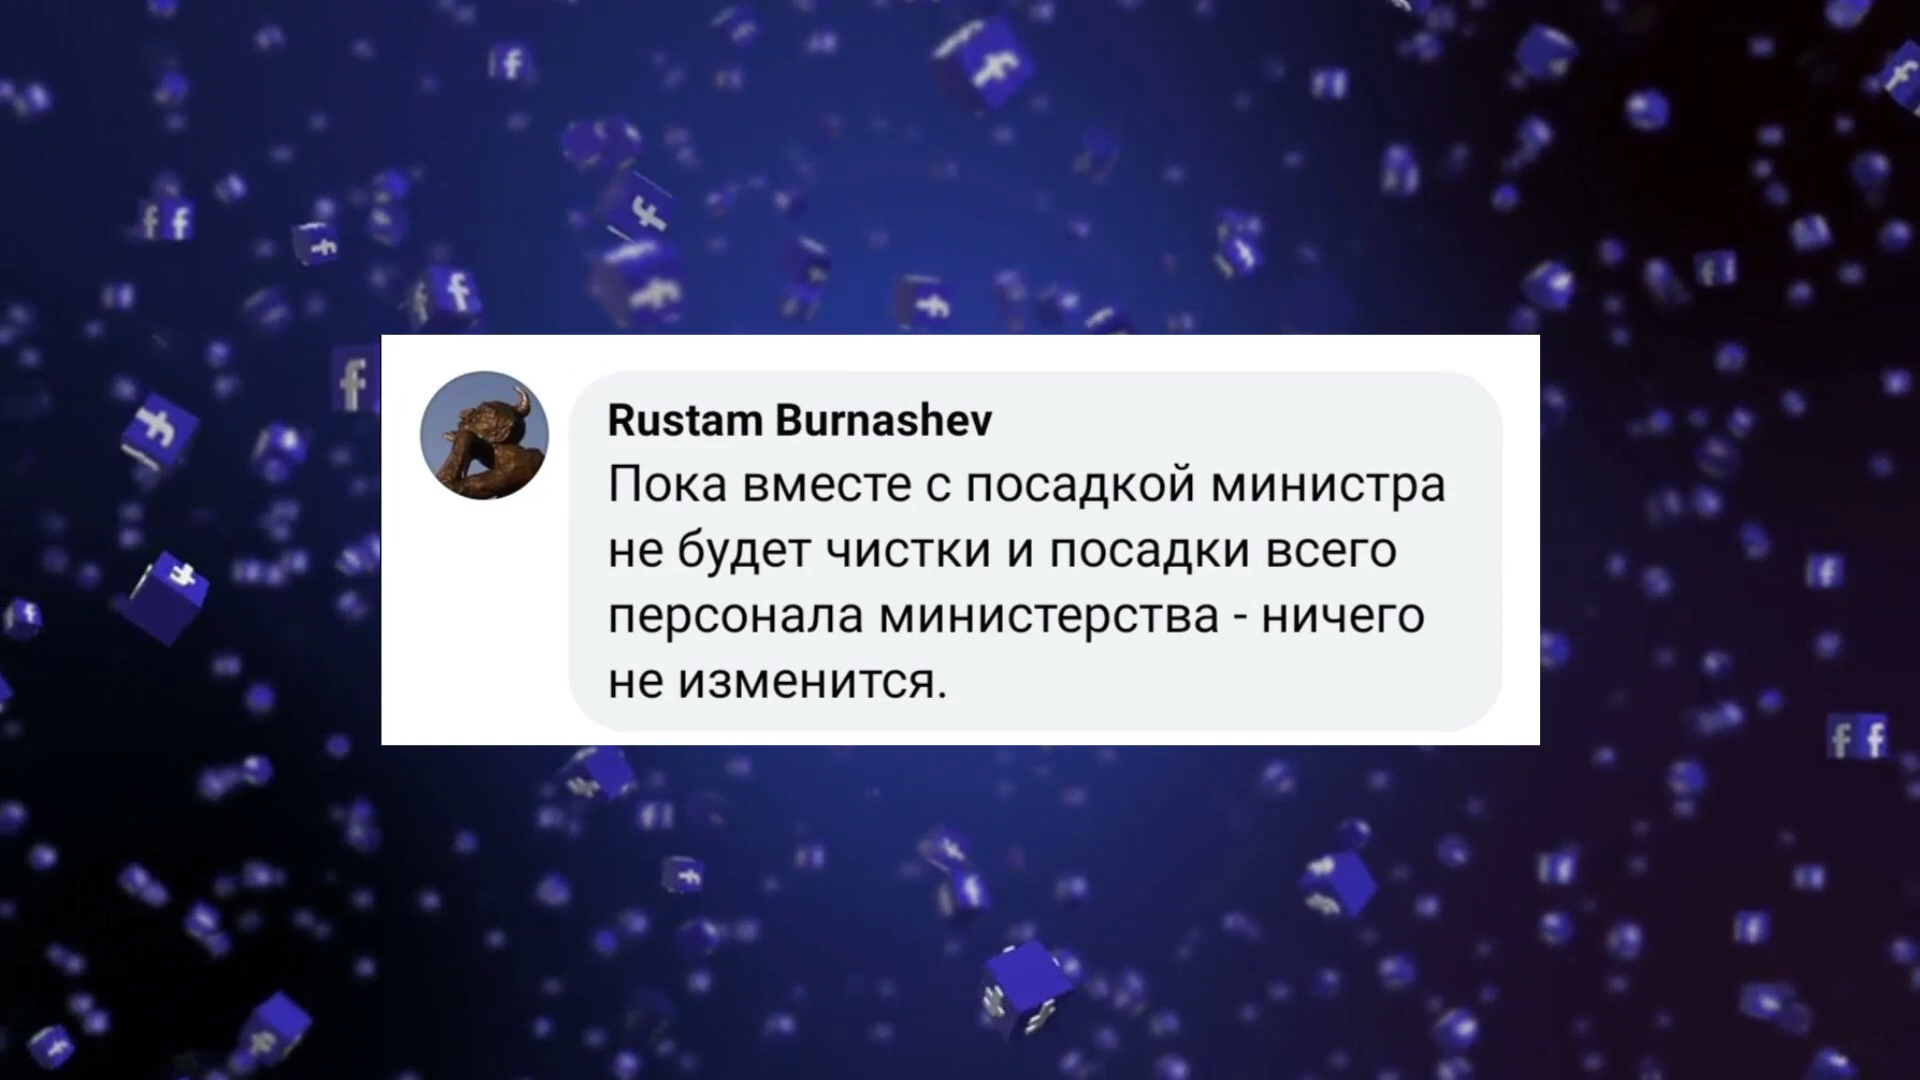 Rustam Burnashev
Пока вместе с посадкой министра
не будет чистки и посадки всего
персонала министерства - ничего
не изменится.